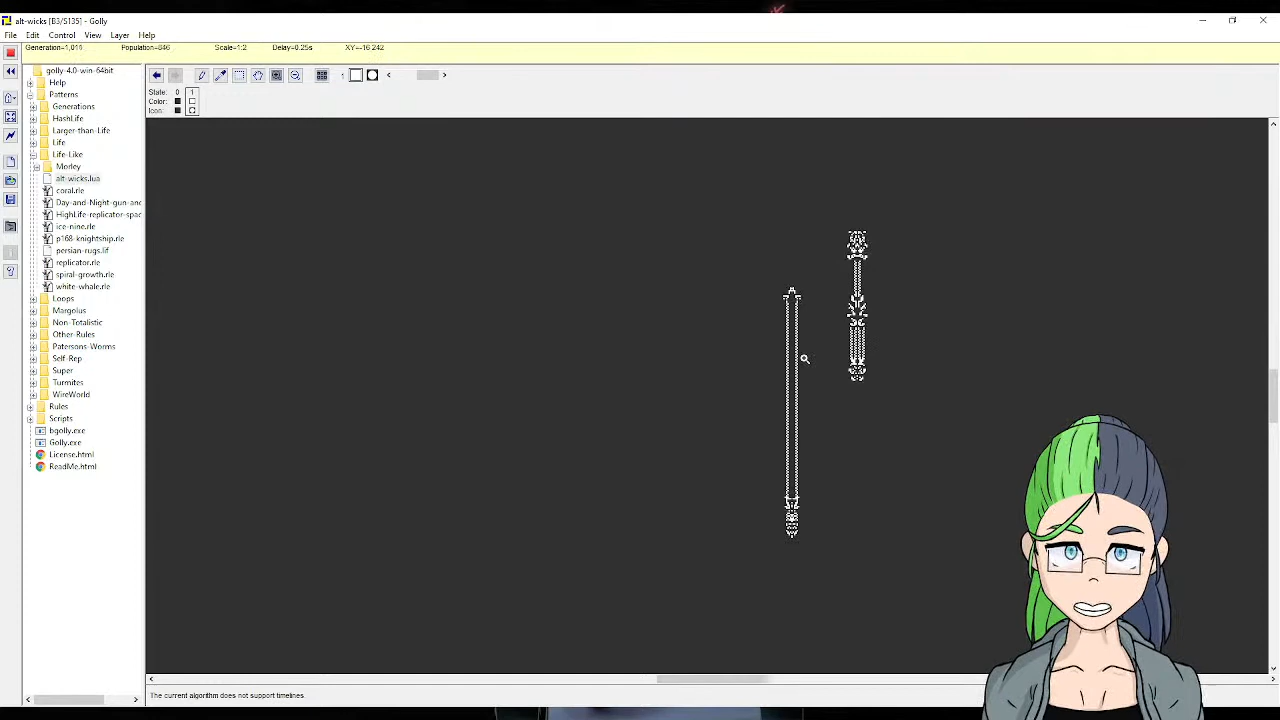 alt-wicks [B3/S135] - Golly
File Edit Control View Layer Help
Generation=1,011 Population=846 Scale=1:2 Delay=0.25s XY=-16 242
golly-4.0-win-64bit
Help
Patterns
Generations
HashLife
Larger-than-Life
Life
Life-Like
Morley
alt-wicks.lua
coral.rle
Day-and-Night-gun-and
HighLife-replicator-spac
ice-nine.rle
p168-knightship.rle
persian-rugs.lif
replicator.rle
spiral-growth.rle
white-whale.rle
Loops
Margolus
Non-Totalistic
Other-Rules
Patersons-Worms
Self-Rep
Super
Turmites
WireWorld
Rules
Scripts
bgolly.exe
Golly.exe
License.html
ReadMe.html
State: 0 1
Color:
Icon:
The current algorithm does not support timelines.